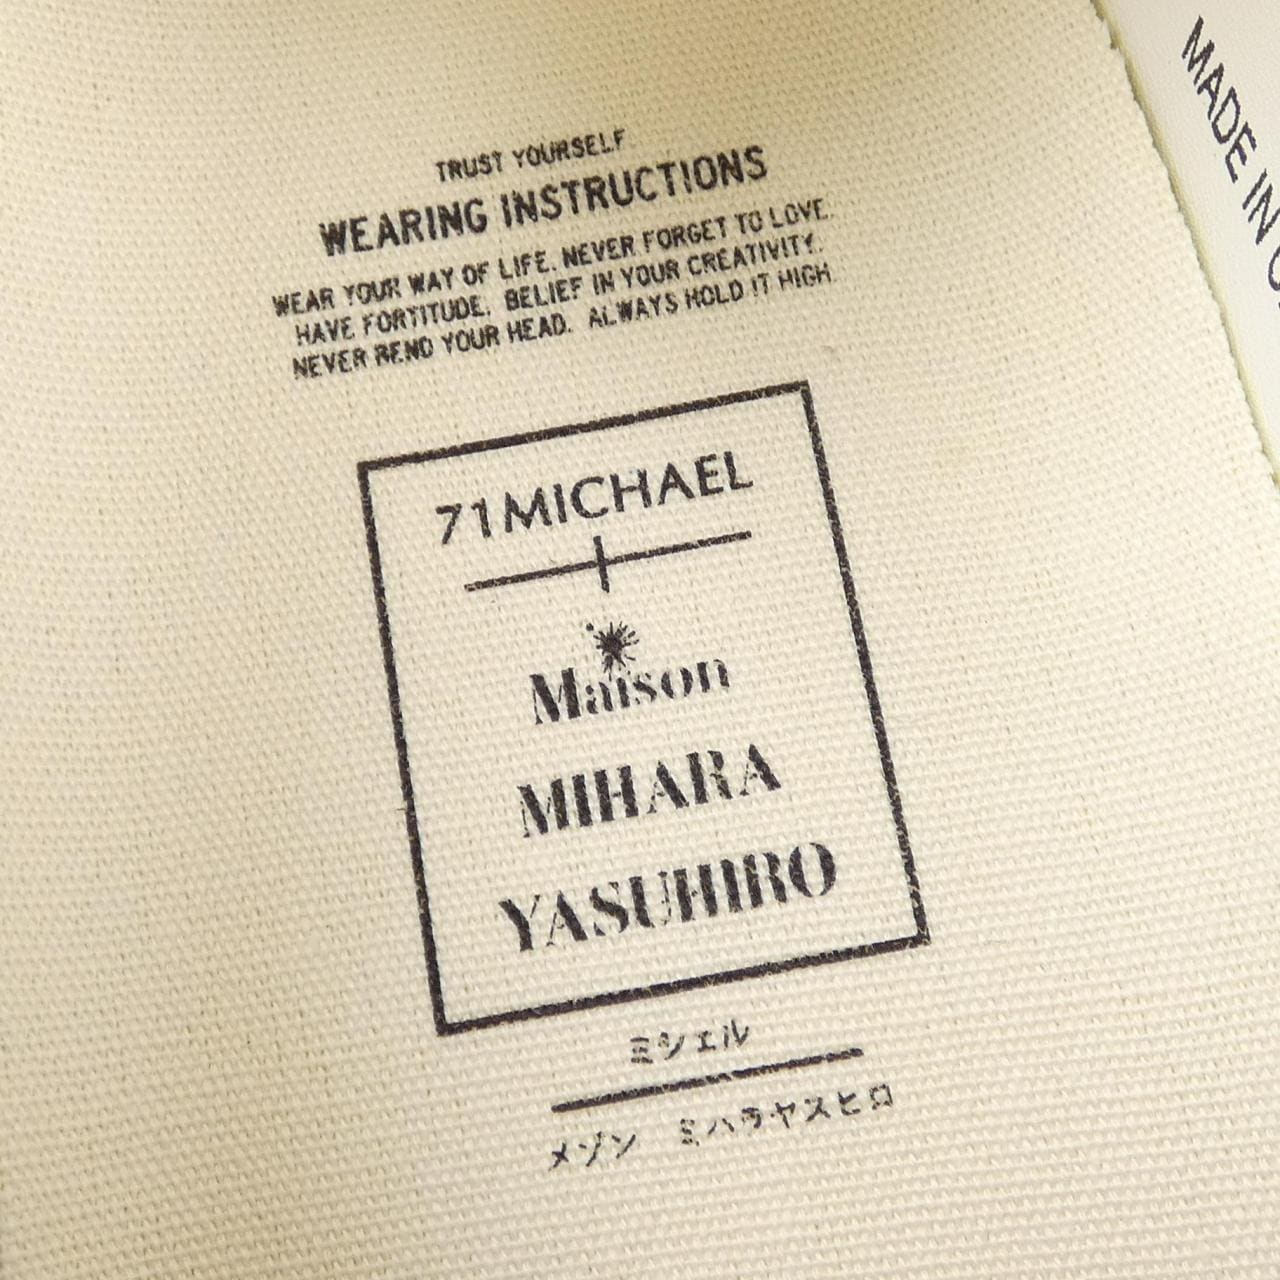 TRUST YOURSELF
WEARING INSTRUCTIONS
WEAR YOUR WAY OF LIFE. NEVER FORGET TO LOVE.
HAVE FORTITUDE. BELIEF IN YOUR CREATIVITY.
NEVER BEND YOUR HEAD. ALWAYS HOLD IT HIGH.
71MICHAEL
Maison
MIHARA
YASUHIRO
ミシェル
メゾン ミハラヤスヒロ
MADE IN